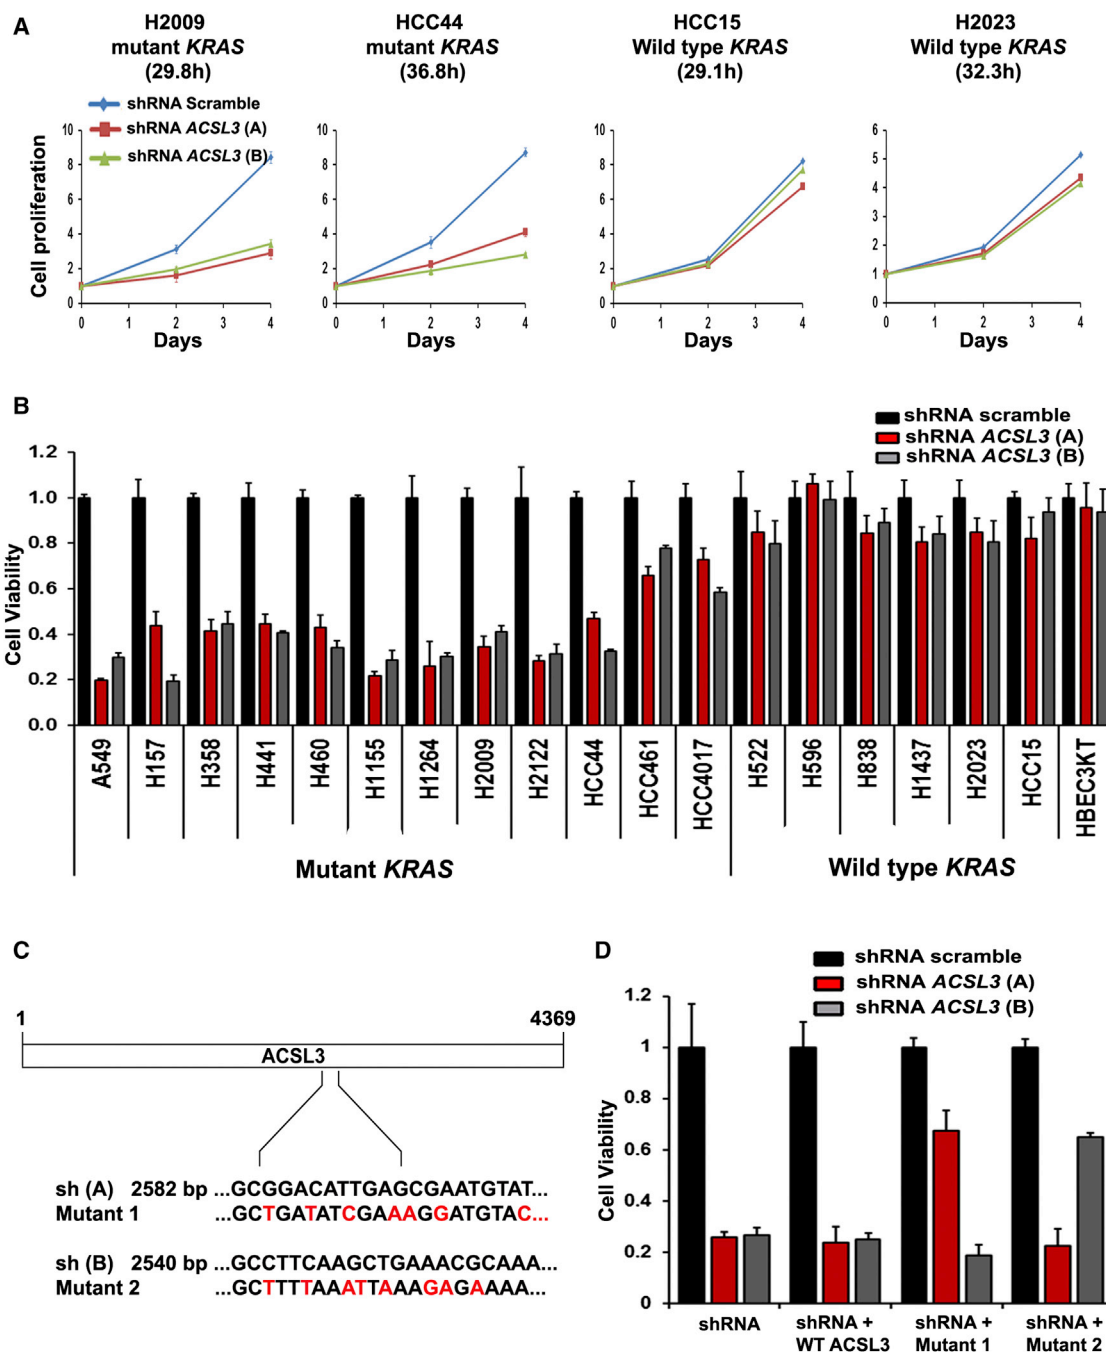 A
H2009
mutant KRAS
(29.8h)
HCC44
mutant KRAS
(36.8h)
HCC15
Wild type KRAS
(29.1h)
H2023
Wild type KRAS
(32.3h)
shRNA Scramble
shRNA ACSL3 (A)
shRNA ACSL3 (B)
Cell proliferation
10
8
6
4
2
0
0 1 2 3 4
Days
10
8
6
4
2
0
0 1 2 3 4
Days
10
8
6
4
2
0
0 1 2 3 4
Days
6
5
4
3
2
1
0
0 1 2 3 4
Days
B
shRNA scramble
shRNA ACSL3 (A)
shRNA ACSL3 (B)
Cell Viability
1.2
1.0
0.8
0.6
0.4
0.2
0.0
A549
H157
H358
H441
H460
H1155
H1264
H2009
H2122
HCC44
HCC461
HCC4017
H522
H596
H838
H1437
H2023
HCC15
HBEC3KT
Mutant KRAS
Wild type KRAS
C
1
4369
ACSL3
sh (A) 2582 bp ...GCGGACATTGAGCGAATGTAT...
Mutant 1 ...GCTGATATCGAAAGGATGTAC...
sh (B) 2540 bp ...GCCTTCAAGCTGAAACGCAAA...
Mutant 2 ...GCTTTTAAATTAAAGAGAAAA...
D
shRNA scramble
shRNA ACSL3 (A)
shRNA ACSL3 (B)
Cell Viability
1.2
1
0.8
0.6
0.4
0.2
0
shRNA
shRNA +
WT ACSL3
shRNA +
Mutant 1
shRNA +
Mutant 2